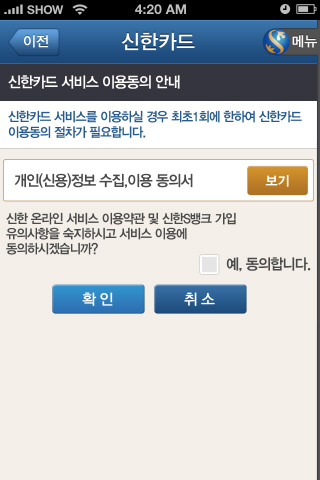 SHOW 4:20 AM
이전 신한카드 메뉴
신한카드 서비스 이용동의 안내
신한카드 서비스를 이용하실 경우 최초1회에 한하여 신한카드
이용동의 절차가 필요합니다.
개인(신용)정보 수집,이용 동의서 보기
신한 온라인 서비스 이용약관 및 신한S뱅크 가입
유의사항을 숙지하시고 서비스 이용에
동의하시겠습니까?
예, 동의합니다.
확인 취소